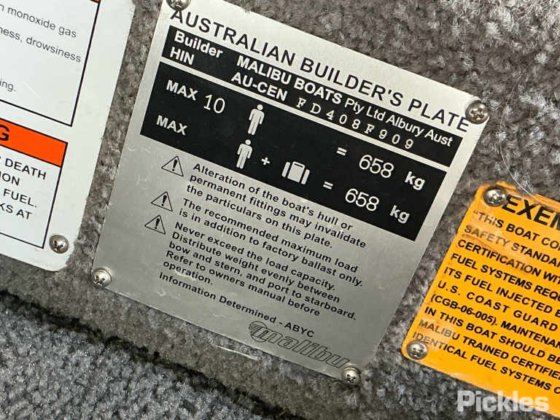 n monoxide gas
ness, drowsiness
G
DEATH
ION
FUEL.
KS AT
AUSTRALIAN BUILDER'S PLATE
Builder MALIBU BOATS Pty Ltd Albury Aust
HIN AU-CEN FD408F909
MAX 10 = 658 kg
MAX + = 658 kg
Alteration of the boat's hull or
permanent fittings may invalidate
the particulars on this plate.
The recommended maximum load
is in addition to factory ballast only.
Never exceed the load capacity.
Distribute weight evenly between
bow and stern, and port to starboard.
Refer to owners manual before
operation.
Information Determined - ABYC
malibu
EXEM
"THIS BOAT CO
SAFETY STANDAR
CERTIFICATION W
FUEL SYSTEMS REQ
ITS FUEL INJECTED E
U.S. COAST GUARD
(CGB-06-005). MAINTENAN
IN THIS BOAT SHOULD BE
MALIBU TRAINED CERTIFIE
IDENTICAL FUEL SYSTEMS O
Pickles